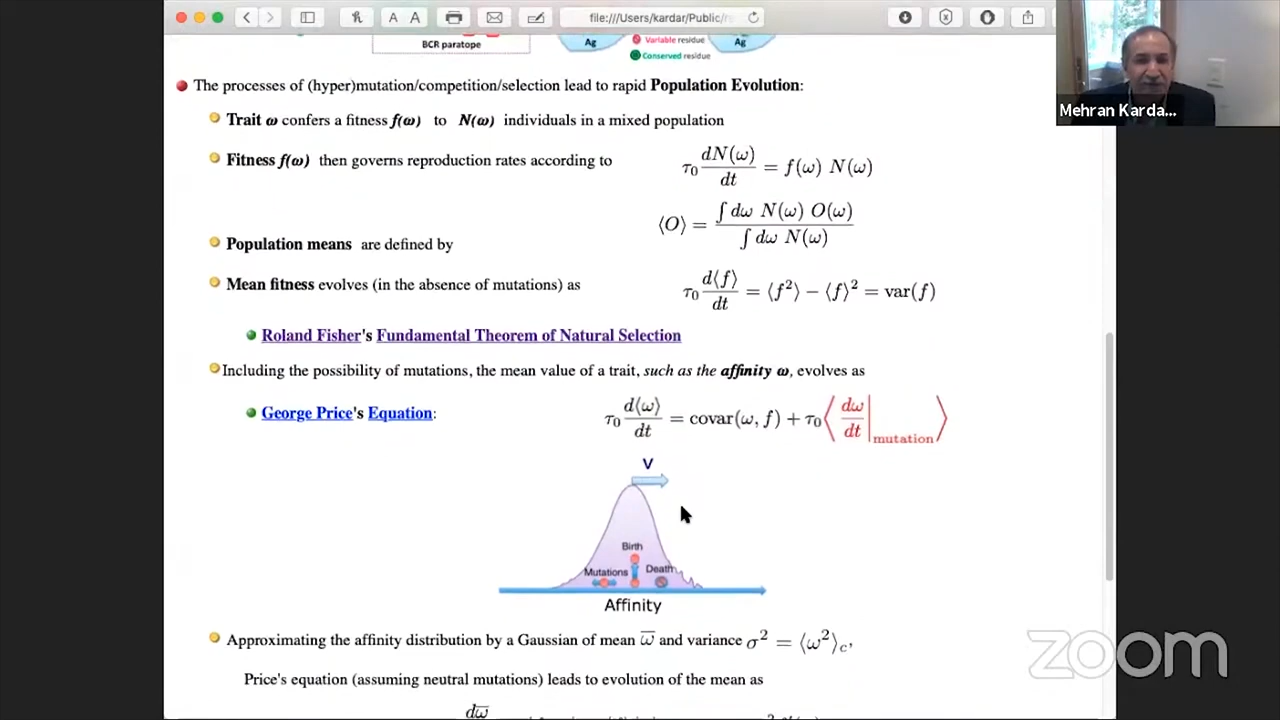 A A
file:///Users/kardar/Public/re
BCR paratope
Ag
Variable residue
Conserved residue
Ag
Mehran Karda...
The processes of (hyper)mutation/competition/selection lead to rapid Population Evolution:
Trait ω confers a fitness f(ω) to N(ω) individuals in a mixed population
Fitness f(ω) then governs reproduction rates according to τ₀ dN(ω)/dt = f(ω) N(ω)
Population means are defined by ⟨O⟩ = ∫ dω N(ω) O(ω) / ∫ dω N(ω)
Mean fitness evolves (in the absence of mutations) as τ₀ d⟨f⟩/dt = ⟨f²⟩ − ⟨f⟩² = var(f)
Roland Fisher's Fundamental Theorem of Natural Selection
Including the possibility of mutations, the mean value of a trait, such as the affinity ω, evolves as
George Price's Equation: τ₀ d⟨ω⟩/dt = covar(ω, f) + τ₀⟨dω/dt|mutation⟩
V
Birth
Mutations
Death
Affinity
Approximating the affinity distribution by a Gaussian of mean ω̅ and variance σ² = ⟨ω²⟩c,
Price's equation (assuming neutral mutations) leads to evolution of the mean as
dω̅
zoom